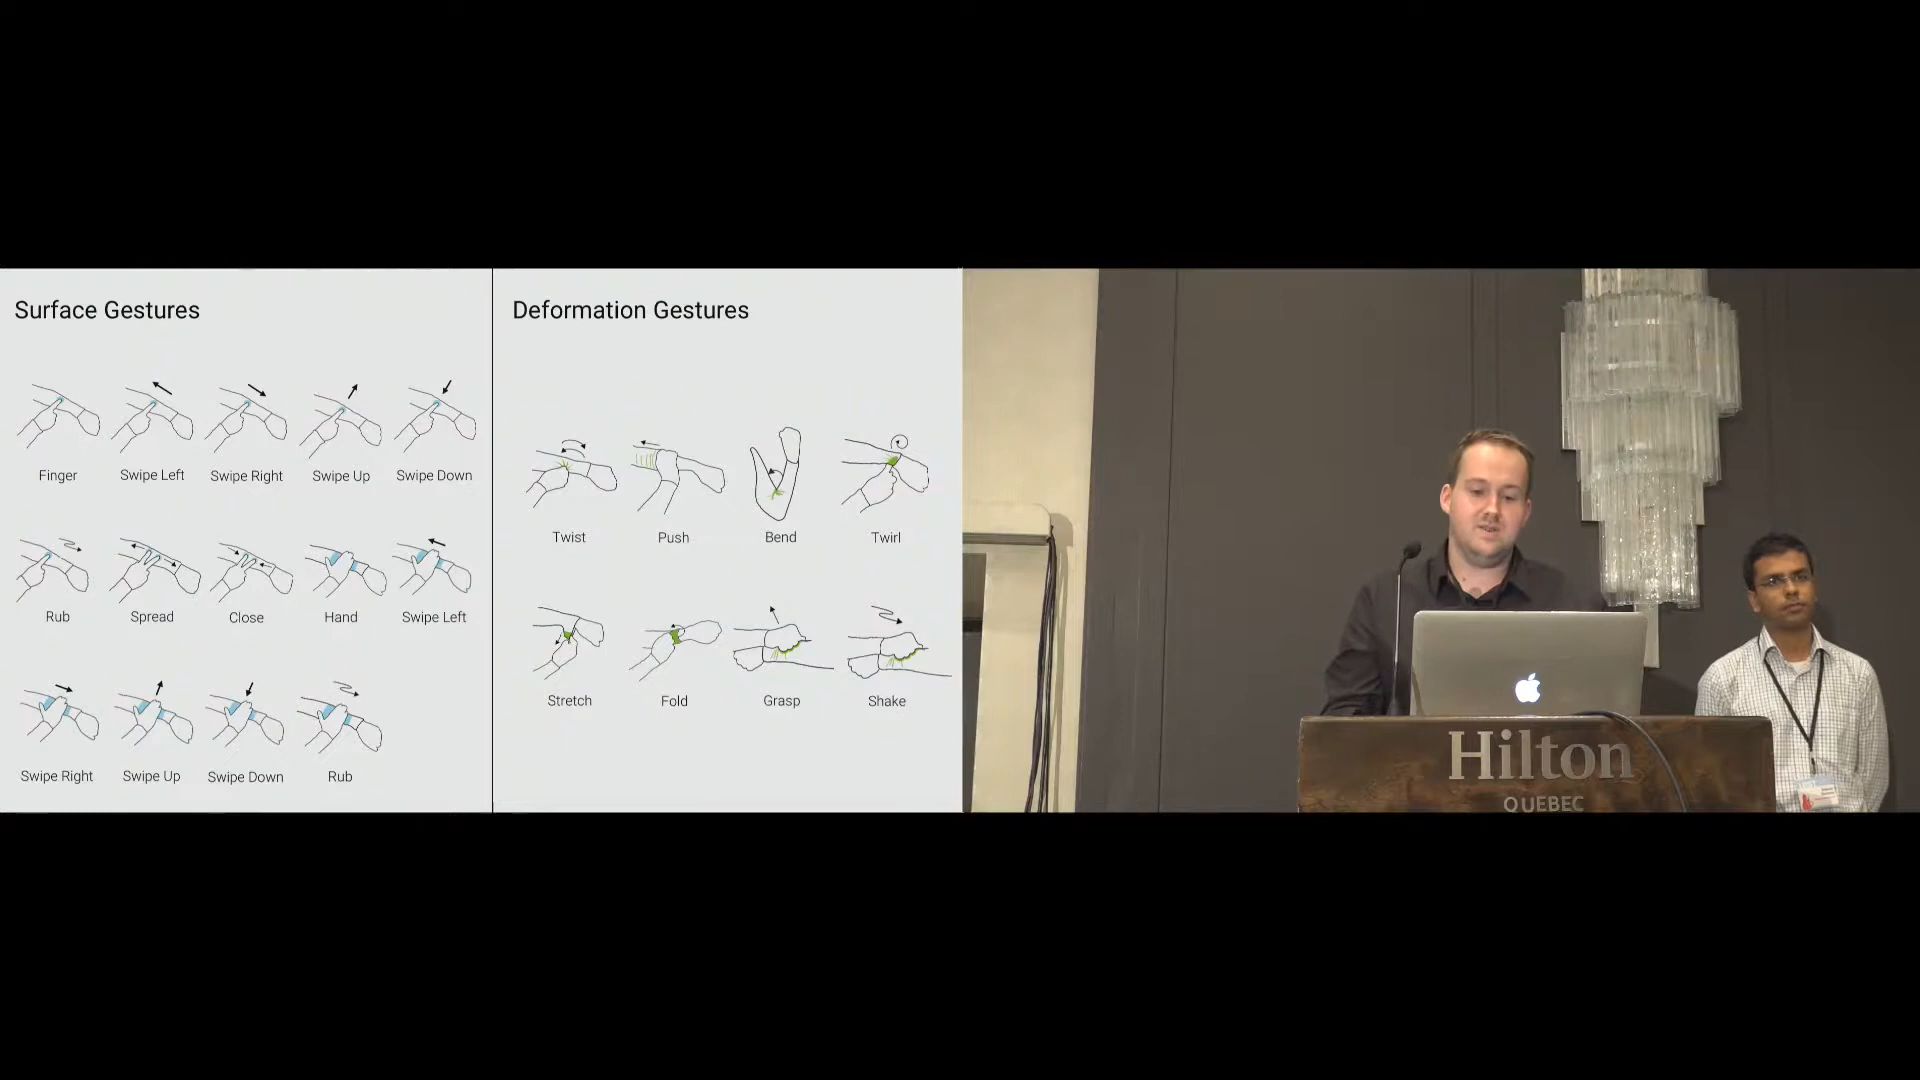 Surface Gestures
Finger
Swipe Left
Swipe Right
Swipe Up
Swipe Down
Rub
Spread
Close
Hand
Swipe Left
Swipe Right
Swipe Up
Swipe Down
Rub
Deformation Gestures
Twist
Push
Bend
Twirl
Stretch
Fold
Grasp
Shake
Hilton
QUEBEC